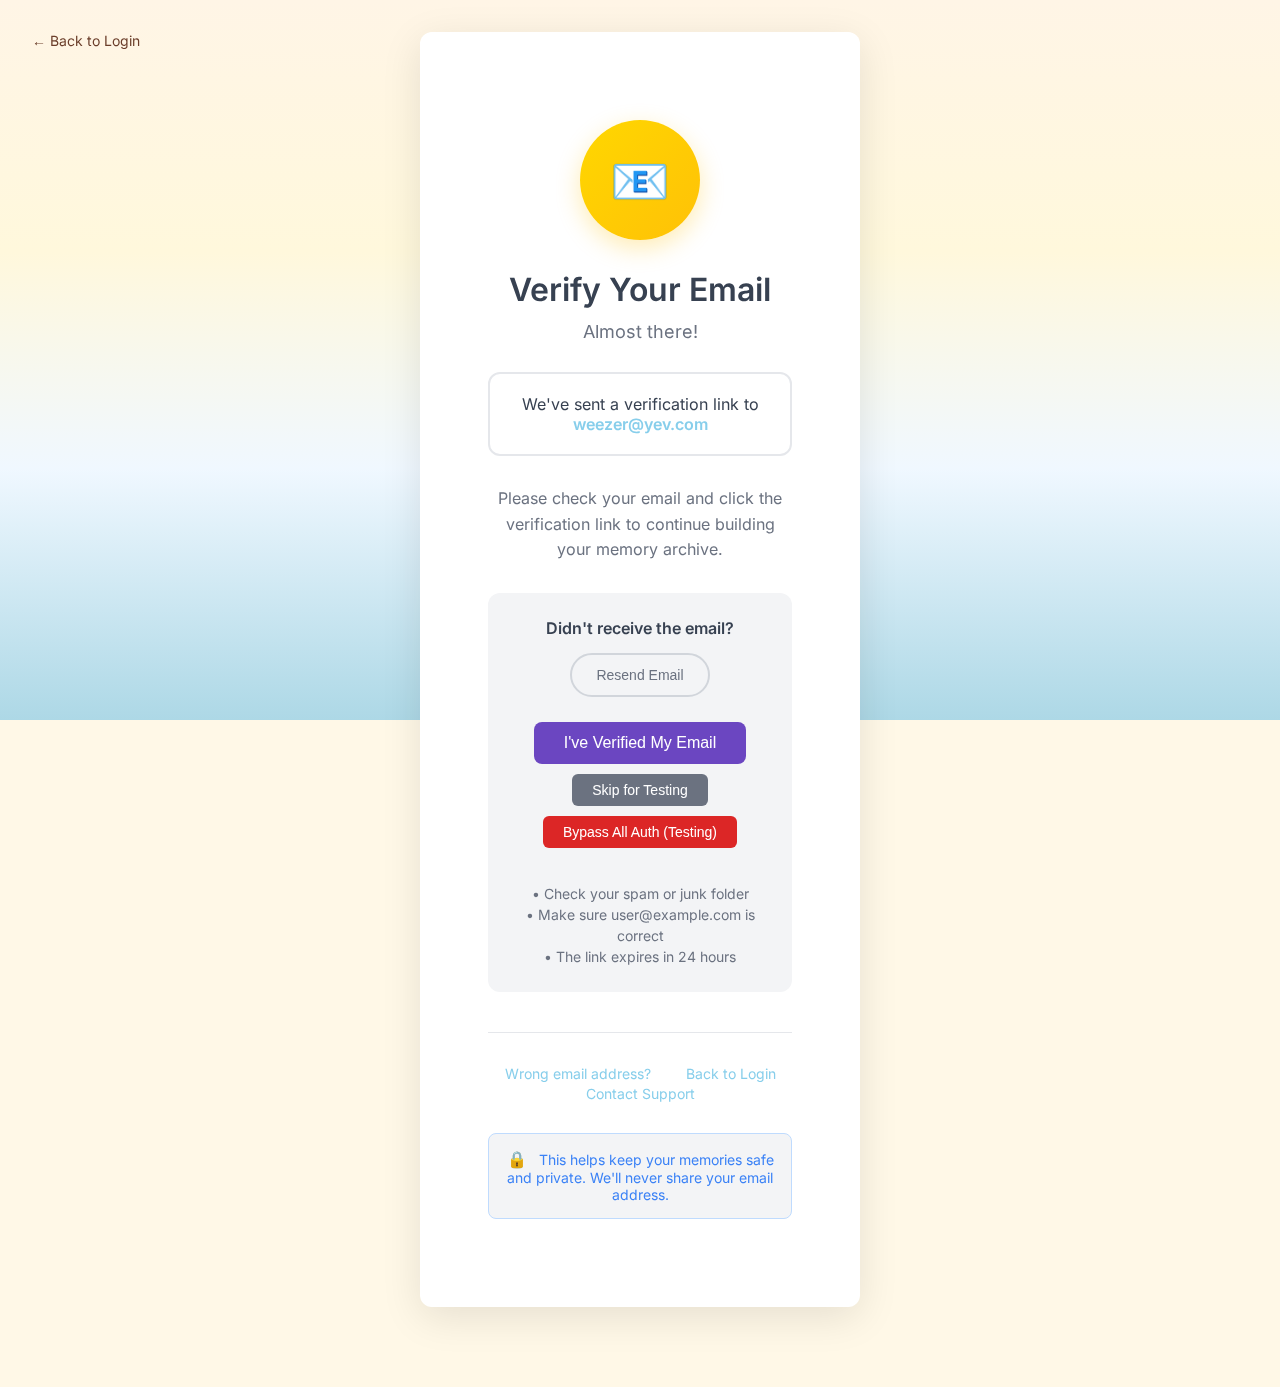 ← Back to Login
Verify Your Email
Almost there!
We've sent a verification link to
weezer@yev.com
Please check your email and click the
verification link to continue building
your memory archive.
Didn't receive the email?
Resend Email
I've Verified My Email
Skip for Testing
Bypass All Auth (Testing)
• Check your spam or junk folder
• Make sure user@example.com is
correct
• The link expires in 24 hours
Wrong email address? Back to Login
Contact Support
🔒 This helps keep your memories safe
and private. We'll never share your email
address.